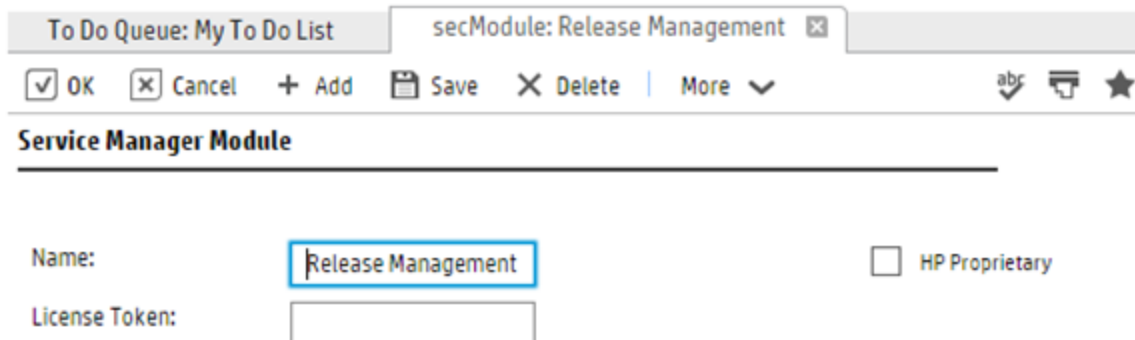 To Do Queue: My To Do List secModule: Release Management
OK Cancel Add Save Delete More abc
Service Manager Module
Name: Release Management HP Proprietary
License Token: